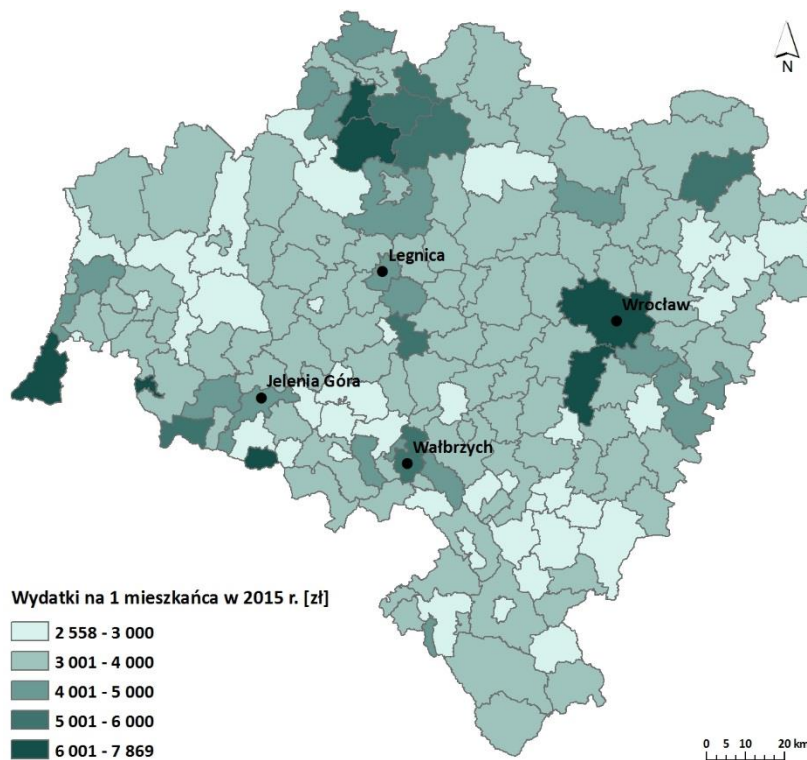 N
Legnica
Wrocław
Jelenia Góra
Wałbrzych
Wydatki na 1 mieszkańca w 2015 r. [zł]
2 558 - 3 000
3 001 - 4 000
4 001 - 5 000
5 001 - 6 000
6 001 - 7 869
0 5 10 20 km